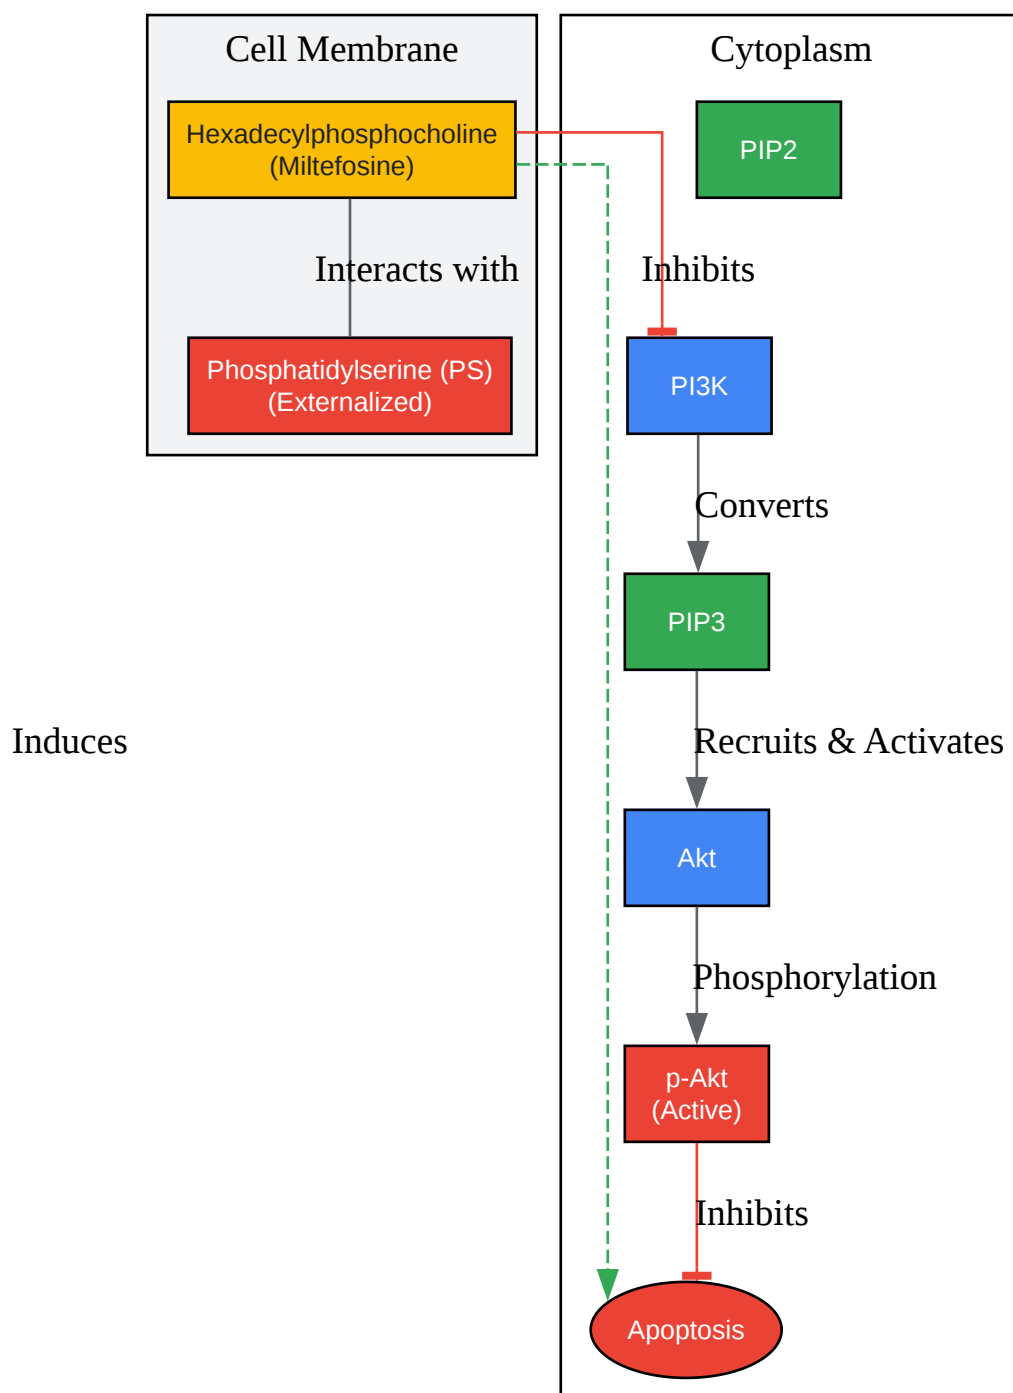 Cell Membrane
Cytoplasm
Hexadecylphosphocholine
(Miltefosine)
PIP2
Interacts with
Inhibits
Phosphatidylserine (PS)
(Externalized)
PI3K
Converts
PIP3
Induces
Recruits & Activates
Akt
Phosphorylation
p-Akt
(Active)
Inhibits
Apoptosis